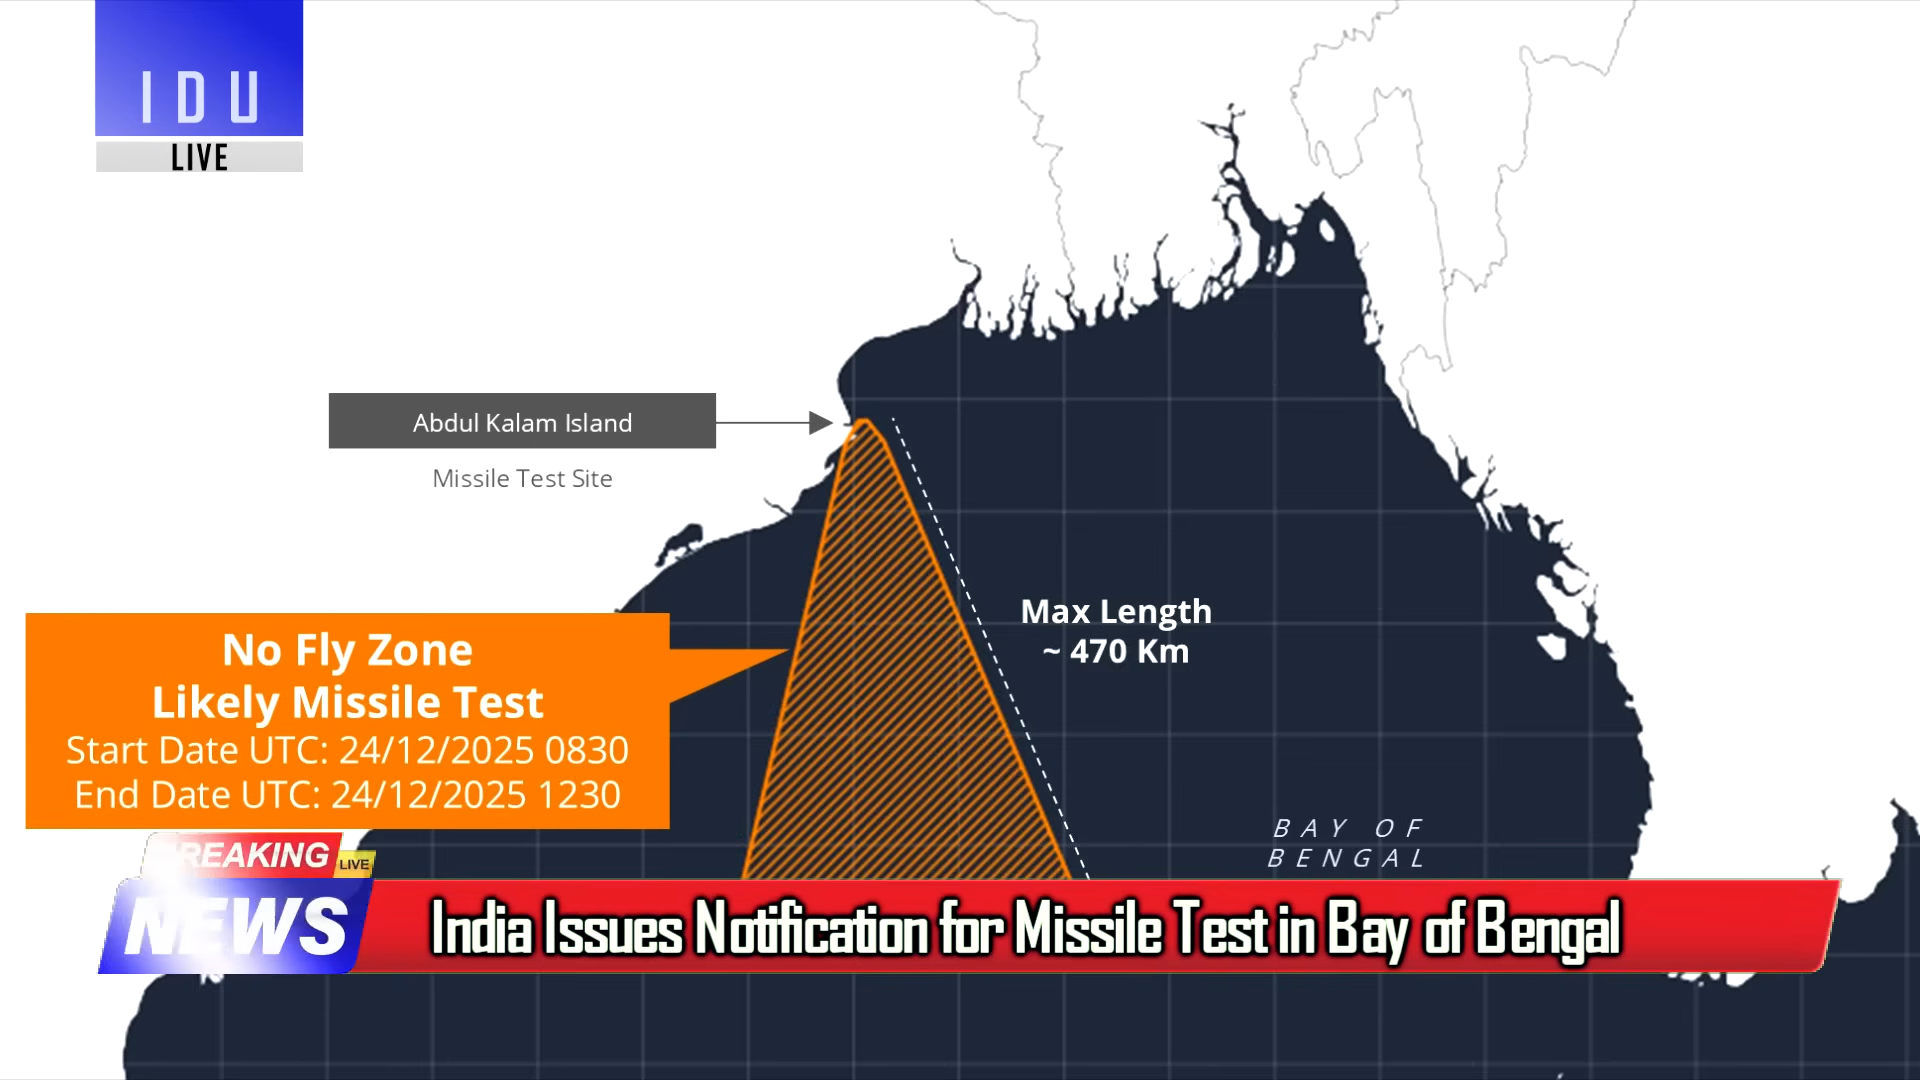 IDU
LIVE
Abdul Kalam Island
Missile Test Site
Max Length
~ 470 Km
No Fly Zone
Likely Missile Test
Start Date UTC: 24/12/2025 0830
End Date UTC: 24/12/2025 1230
BAY OF
BENGAL
BREAKING
LIVE
NEWS
India Issues Notification for Missile Test in Bay of Bengal